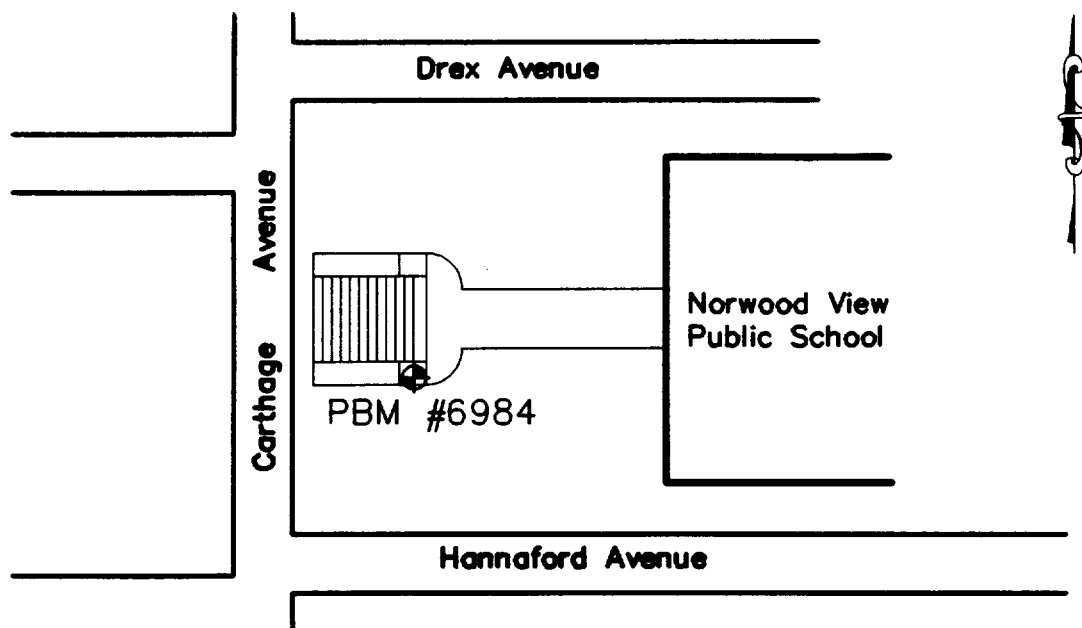 Drex Avenue
Carthage Avenue
Norwood View
Public School
PBM #6984
Hannaford Avenue